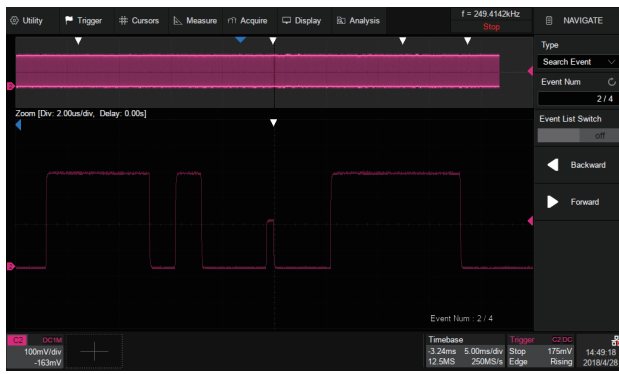 Utility Trigger Cursors Measure Acquire Display Analysis f = 249.4142kHz Stop NAVIGATE
Type
Search Event
Event Num
2 / 4
Zoom [Div: 2.00us/div, Delay: 0.00s]
Event List Switch
off
Backward
Forward
2
2
Event Num : 2 / 4
C2 DC1M
100mV/div
-163mV
Timebase
-3.24ms 5.00ms/div
12.5MS 250MS/s
Trigger C2 DC
Stop 175mV
Edge Rising
14:49:18
2018/4/28